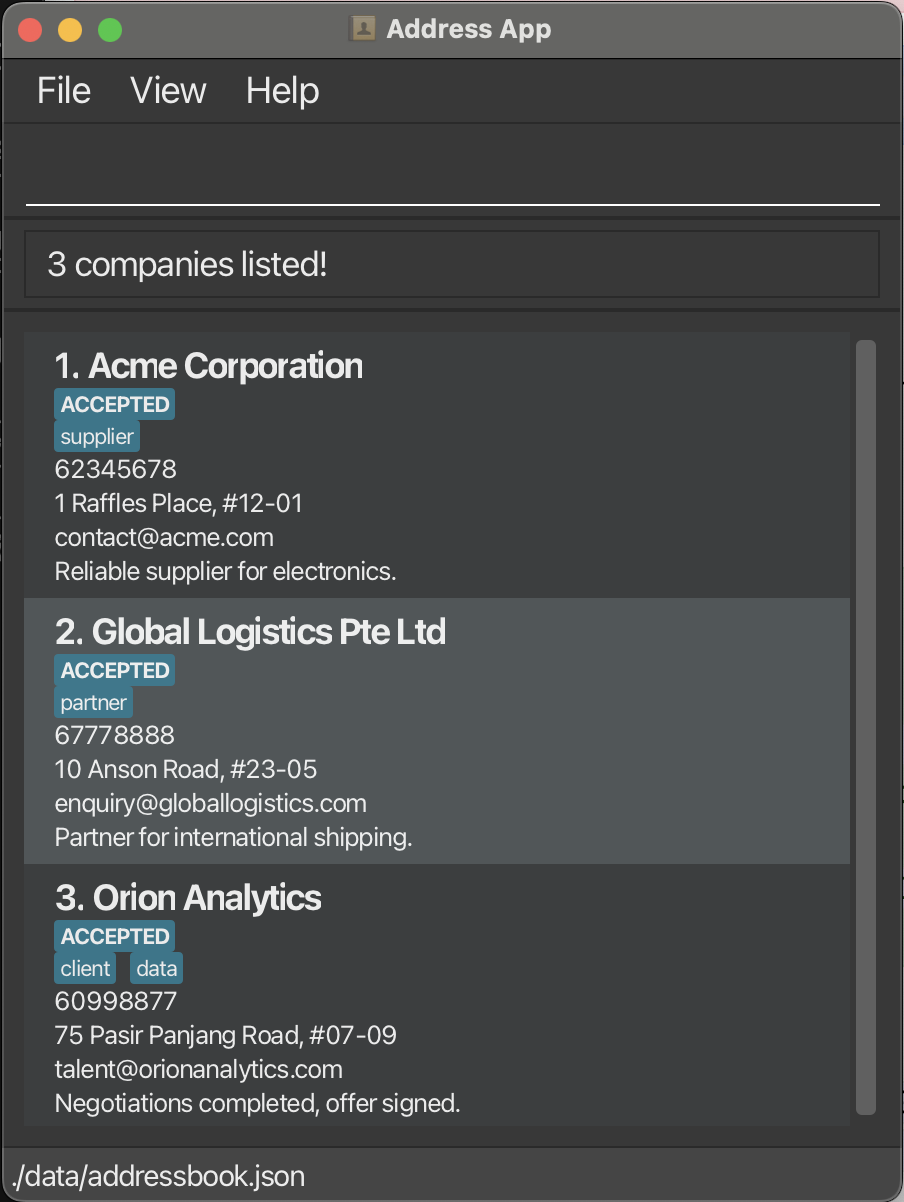 Address App
File View Help
3 companies listed!
1. Acme Corporation
ACCEPTED
supplier
62345678
1 Raffles Place, #12-01
contact@acme.com
Reliable supplier for electronics.
2. Global Logistics Pte Ltd
ACCEPTED
partner
67778888
10 Anson Road, #23-05
enquiry@globallogistics.com
Partner for international shipping.
3. Orion Analytics
ACCEPTED
client data
60998877
75 Pasir Panjang Road, #07-09
talent@orionanalytics.com
Negotiations completed, offer signed.
./data/addressbook.json